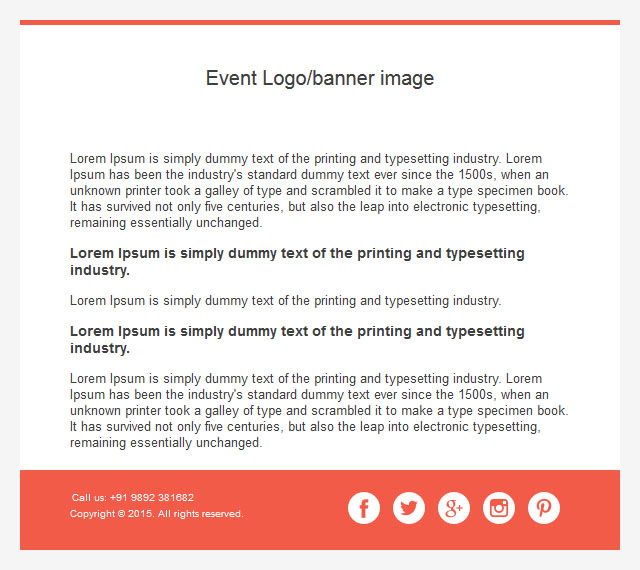 Event Logo/banner image
Lorem Ipsum is simply dummy text of the printing and typesetting industry. Lorem
Ipsum has been the industry's standard dummy text ever since the 1500s, when an
unknown printer took a galley of type and scrambled it to make a type specimen book.
It has survived not only five centuries, but also the leap into electronic typesetting,
remaining essentially unchanged.
Lorem Ipsum is simply dummy text of the printing and typesetting
industry.
Lorem Ipsum is simply dummy text of the printing and typesetting industry.
Lorem Ipsum is simply dummy text of the printing and typesetting
industry.
Lorem Ipsum is simply dummy text of the printing and typesetting industry. Lorem
Ipsum has been the industry's standard dummy text ever since the 1500s, when an
unknown printer took a galley of type and scrambled it to make a type specimen book.
It has survived not only five centuries, but also the leap into electronic typesetting,
remaining essentially unchanged.
Call us: +91 9892 381682
Copyright © 2015. All rights reserved.